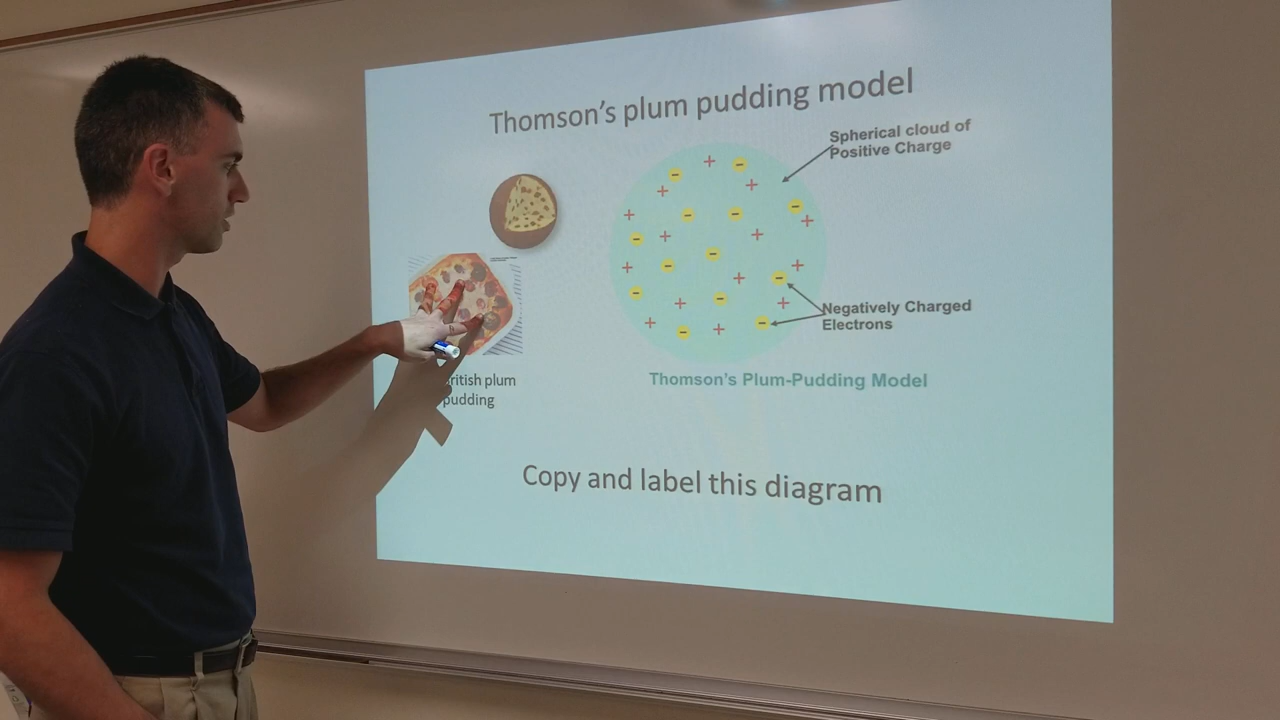 Thomson's plum pudding model
Spherical cloud of
Positive Charge
Negatively Charged
Electrons
plum
pudding
Thomson's Plum-Pudding Model
Copy and label this diagram